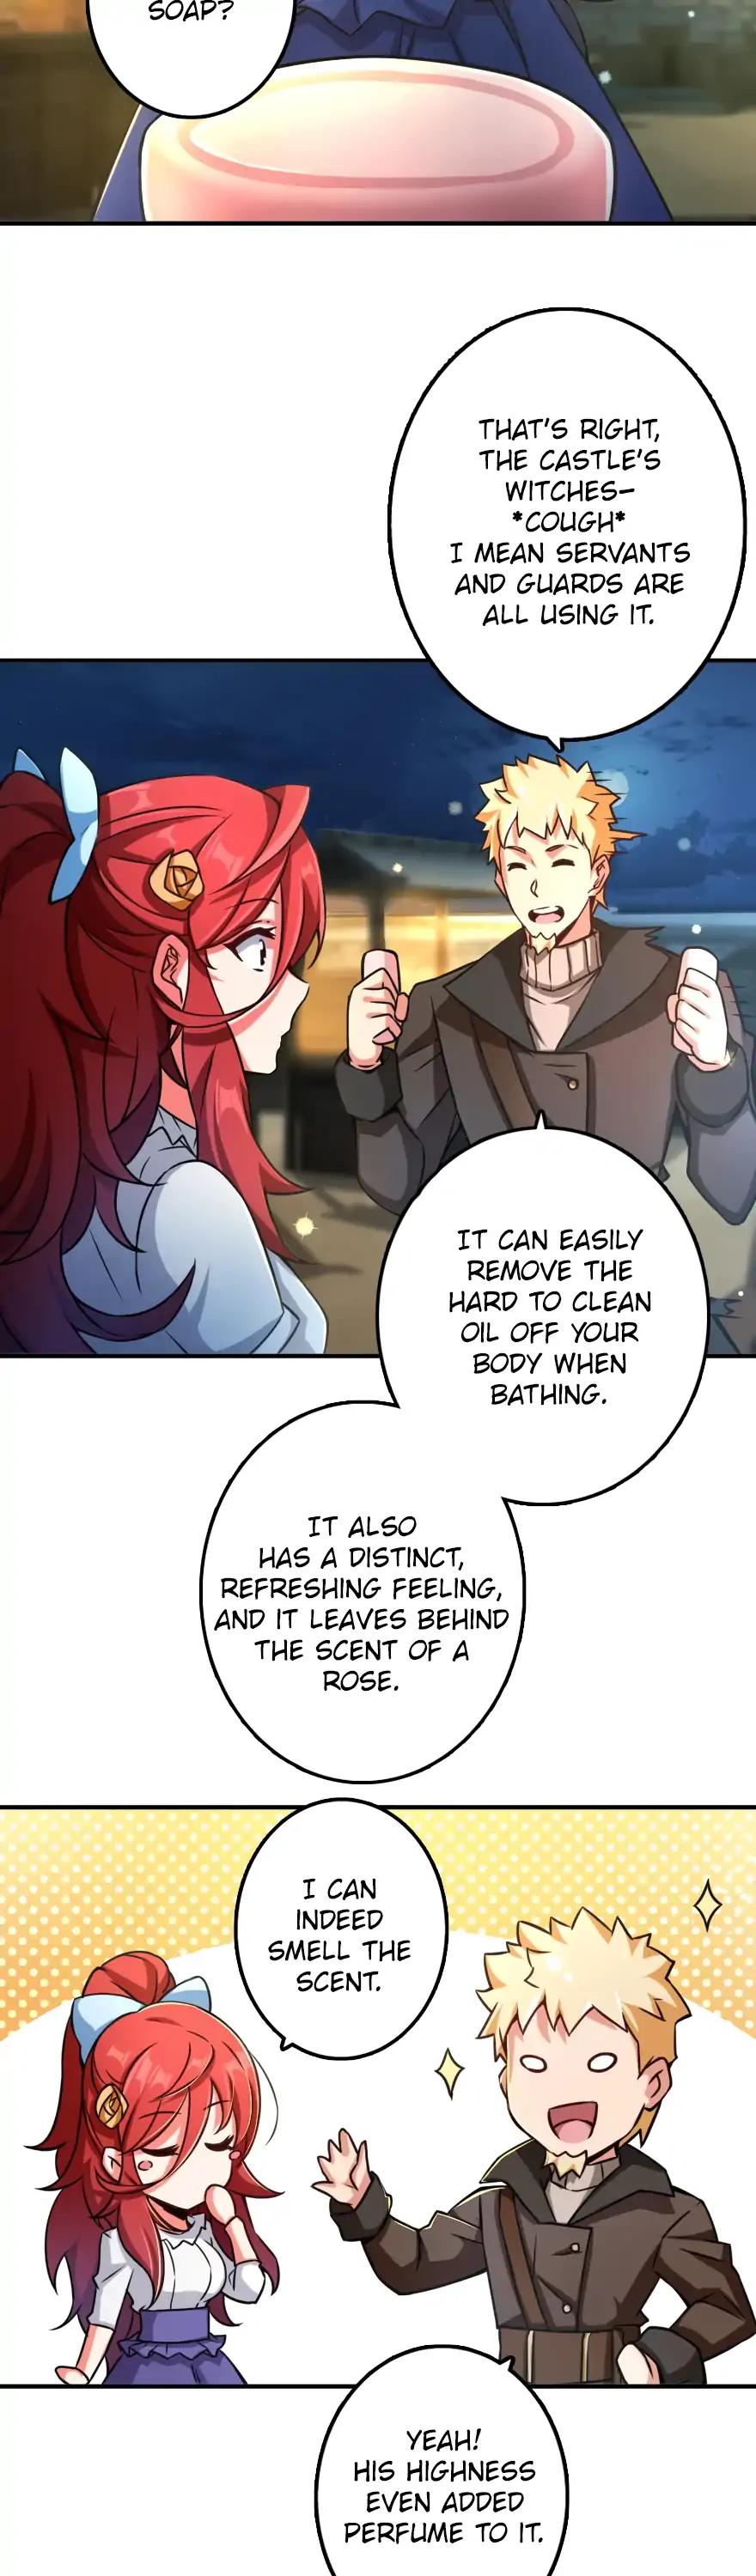 SOAP?
THAT'S RIGHT,
THE CASTLE'S
WITCHES-
*COUGH*
I MEAN SERVANTS
AND GUARDS ARE
ALL USING IT.
IT CAN EASILY
REMOVE THE
HARD TO CLEAN
OIL OFF YOUR
BODY WHEN
BATHING.
IT ALSO
HAS A DISTINCT,
REFRESHING FEELING,
AND IT LEAVES BEHIND
THE SCENT OF A
ROSE.
I CAN
INDEED
SMELL THE
SCENT.
YEAH!
HIS HIGHNESS
EVEN ADDED
PERFUME TO IT.